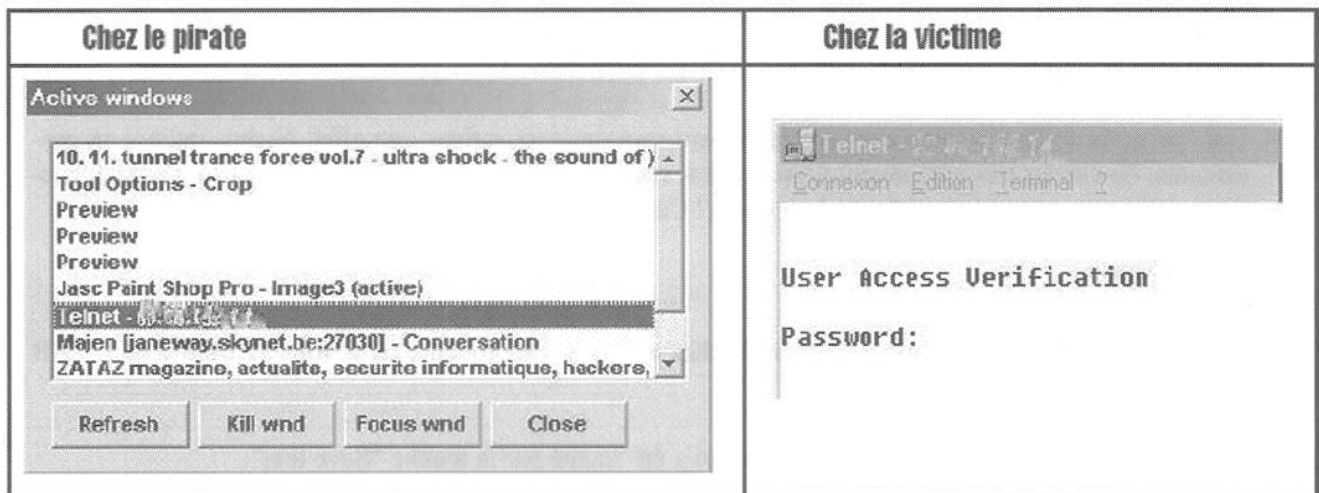 Chez le pirate
Chez la victime
Active windows
10. 11. tunnel trance force vol.7 - ultra shock - the sound of )
Tool Options - Crop
Preview
Preview
Preview
Jasc Paint Shop Pro - Image3 (active)
Telnet -
Majen [janeway.skynet.be:27030] - Conversation
ZATAZ magazine, actualite, securite informatique, hackers,
Refresh
Kill wnd
Focus wnd
Close
Telnet -
Connexion Edition Terminal ?
User Access Verification
Password: